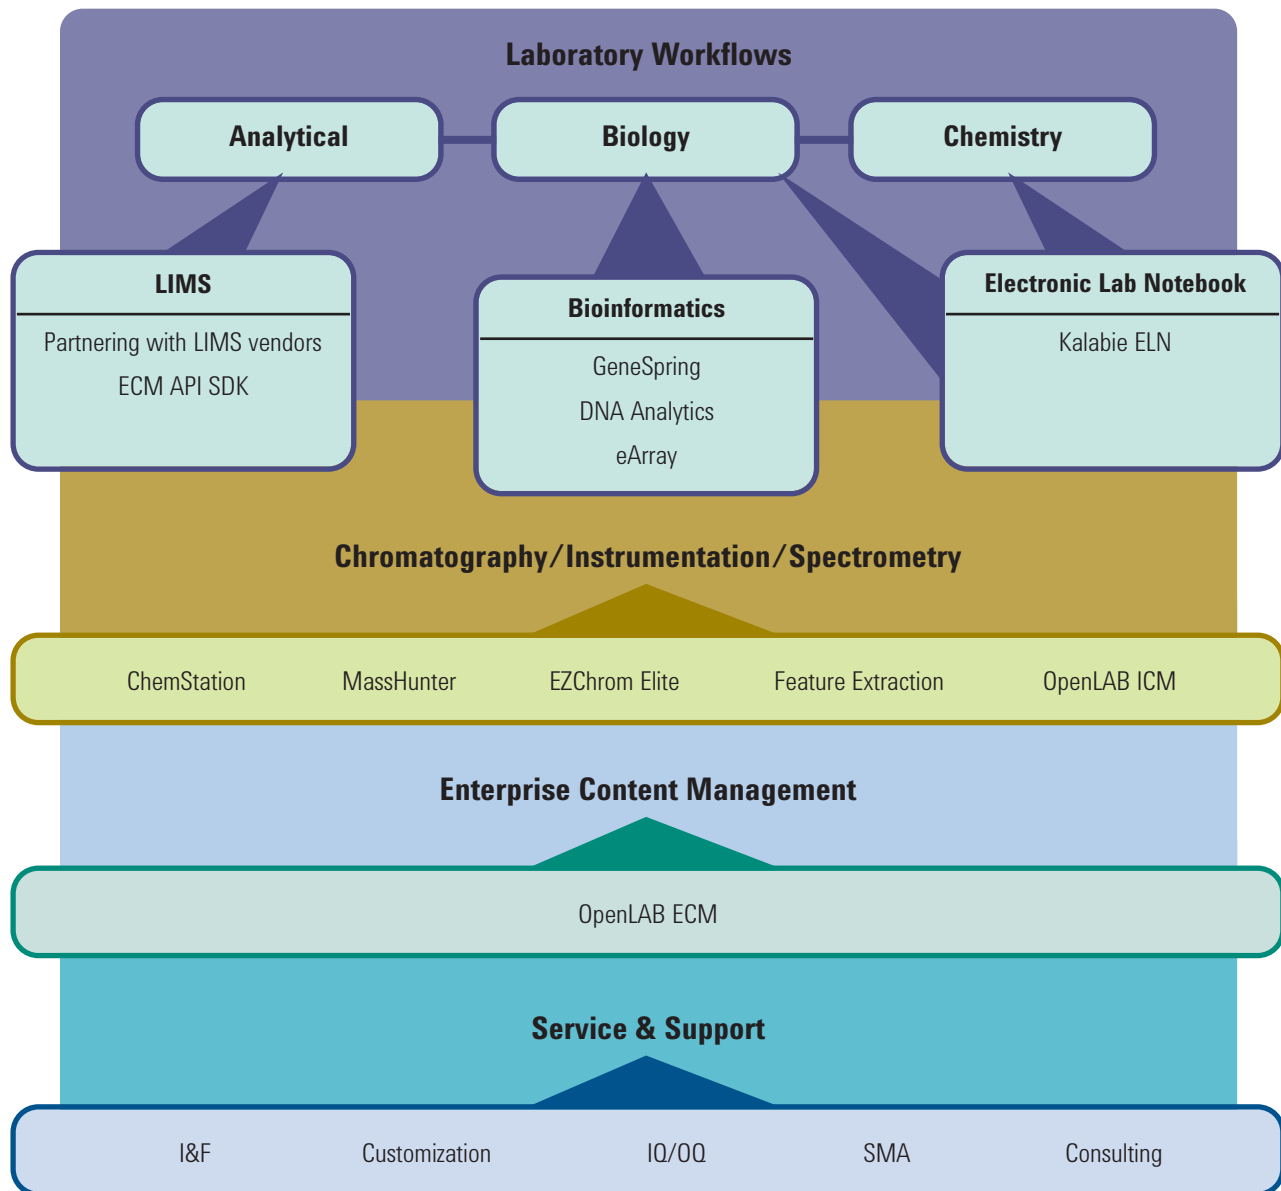 Laboratory Workflows
Analytical
Biology
Chemistry
LIMS
Partnering with LIMS vendors
ECM API SDK
Bioinformatics
GeneSpring
DNA Analytics
eArray
Electronic Lab Notebook
Kalabie ELN
Chromatography/Instrumentation/Spectrometry
ChemStation MassHunter EZChrom Elite Feature Extraction OpenLAB ICM
Enterprise Content Management
OpenLAB ECM
Service & Support
I&F Customization IQ/OQ SMA Consulting